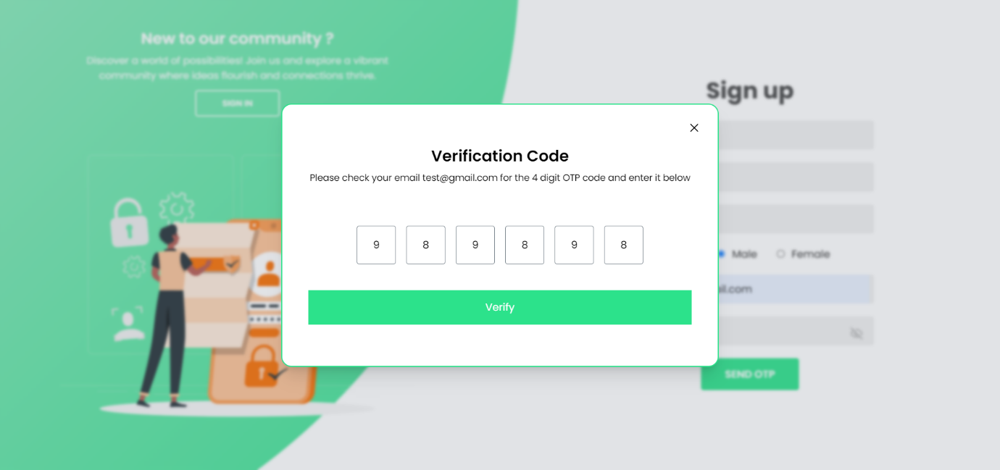 New to our community ?
Discover a world of possibilities! Join us and explore a vibrant
community where ideas flourish and connections thrive.
SIGN IN
Sign up
Verification Code
Please check your email test@gmail.com for the 4 digit OTP code and enter it below
9 8 9 8 9 8
Verify
Male Female
ail.com
SEND OTP